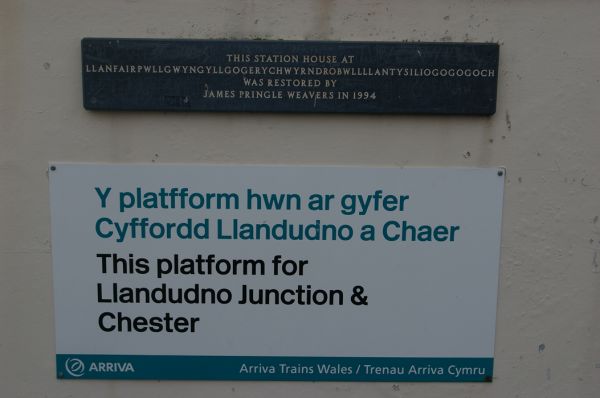 THIS STATION HOUSE AT
LLANFAIRPWLLGWYNGYLLGOGERYCHWYRNDROBWLLLLANTYSILIOGOGOGOCH
WAS RESTORED BY
JAMES PRINGLE WEAVERS IN 1994
Y platfform hwn ar gyfer
Cyffordd Llandudno a Chaer
This platform for
Llandudno Junction &
Chester
ARRIVA
Arriva Trains Wales / Trenau Arriva Cymru